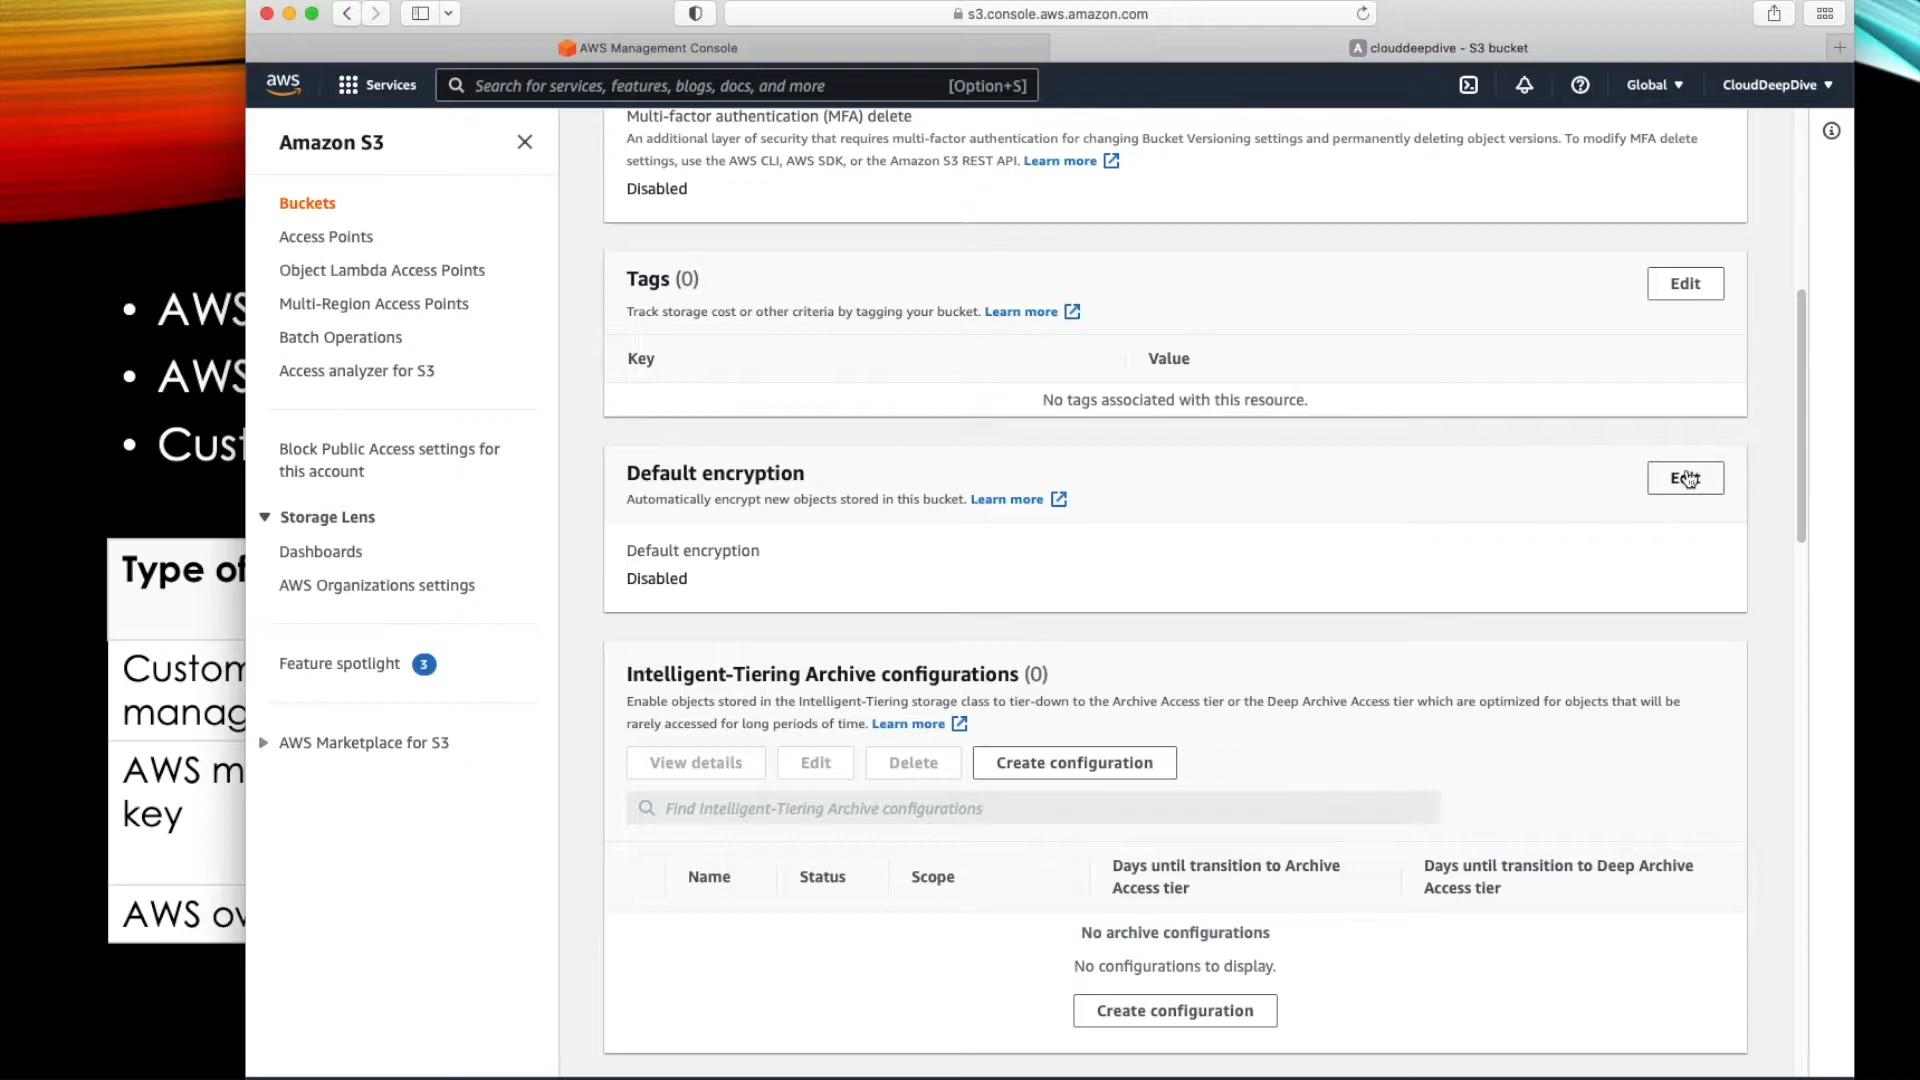 s3.console.aws.amazon.com
AWS Management Console
A clouddeepdive - S3 bucket
aws
Services
Search for services, features, blogs, docs, and more
[Option+S]
Global
CloudDeepDive
Amazon S3
Buckets
Access Points
Object Lambda Access Points
Multi-Region Access Points
Batch Operations
Access analyzer for S3
Block Public Access settings for
this account
Storage Lens
Dashboards
AWS Organizations settings
Feature spotlight 3
AWS Marketplace for S3
Multi-factor authentication (MFA) delete
An additional layer of security that requires multi-factor authentication for changing Bucket Versioning settings and permanently deleting object versions. To modify MFA delete
settings, use the AWS CLI, AWS SDK, or the Amazon S3 REST API. Learn more
Disabled
Tags (0)
Edit
Track storage cost or other criteria by tagging your bucket. Learn more
Key
Value
No tags associated with this resource.
Default encryption
Edit
Automatically encrypt new objects stored in this bucket. Learn more
Default encryption
Disabled
Intelligent-Tiering Archive configurations (0)
Enable objects stored in the Intelligent-Tiering storage class to tier-down to the Archive Access tier or the Deep Archive Access tier which are optimized for objects that will be
rarely accessed for long periods of time. Learn more
View details
Edit
Delete
Create configuration
Find Intelligent-Tiering Archive configurations
Name
Status
Scope
Days until transition to Archive
Access tier
Days until transition to Deep Archive
Access tier
No archive configurations
No configurations to display.
Create configuration
• AWS
• AWS
• Cust
Type of
Custom
manag
AWS m
key
AWS ov